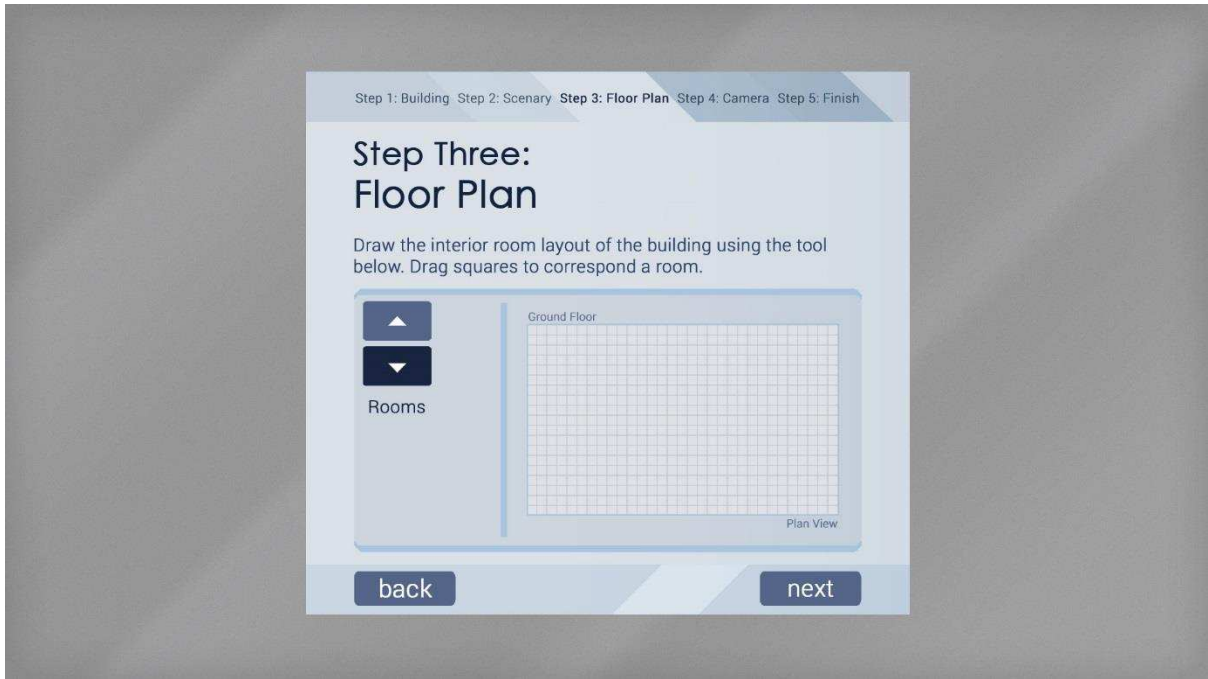 Step 1: Building Step 2: Scenary Step 3: Floor Plan Step 4: Camera Step 5: Finish
Step Three:
Floor Plan
Draw the interior room layout of the building using the tool
below. Drag squares to correspond a room.
Ground Floor
Rooms
Plan View
back next